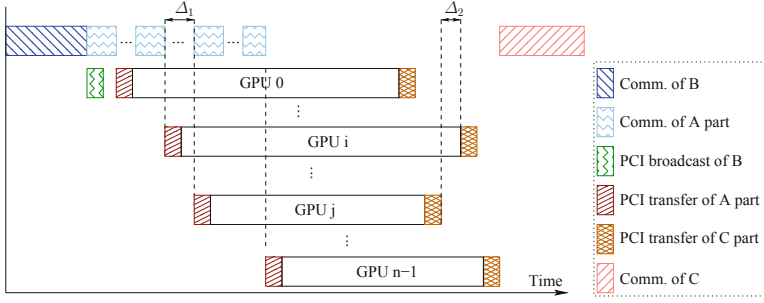 Δ₁
Δ₂
... ... ...
GPU 0
...
GPU i
...
GPU j
...
GPU n−1
Time
Comm. of B
Comm. of A part
PCI broadcast of B
PCI transfer of A part
PCI transfer of C part
Comm. of C